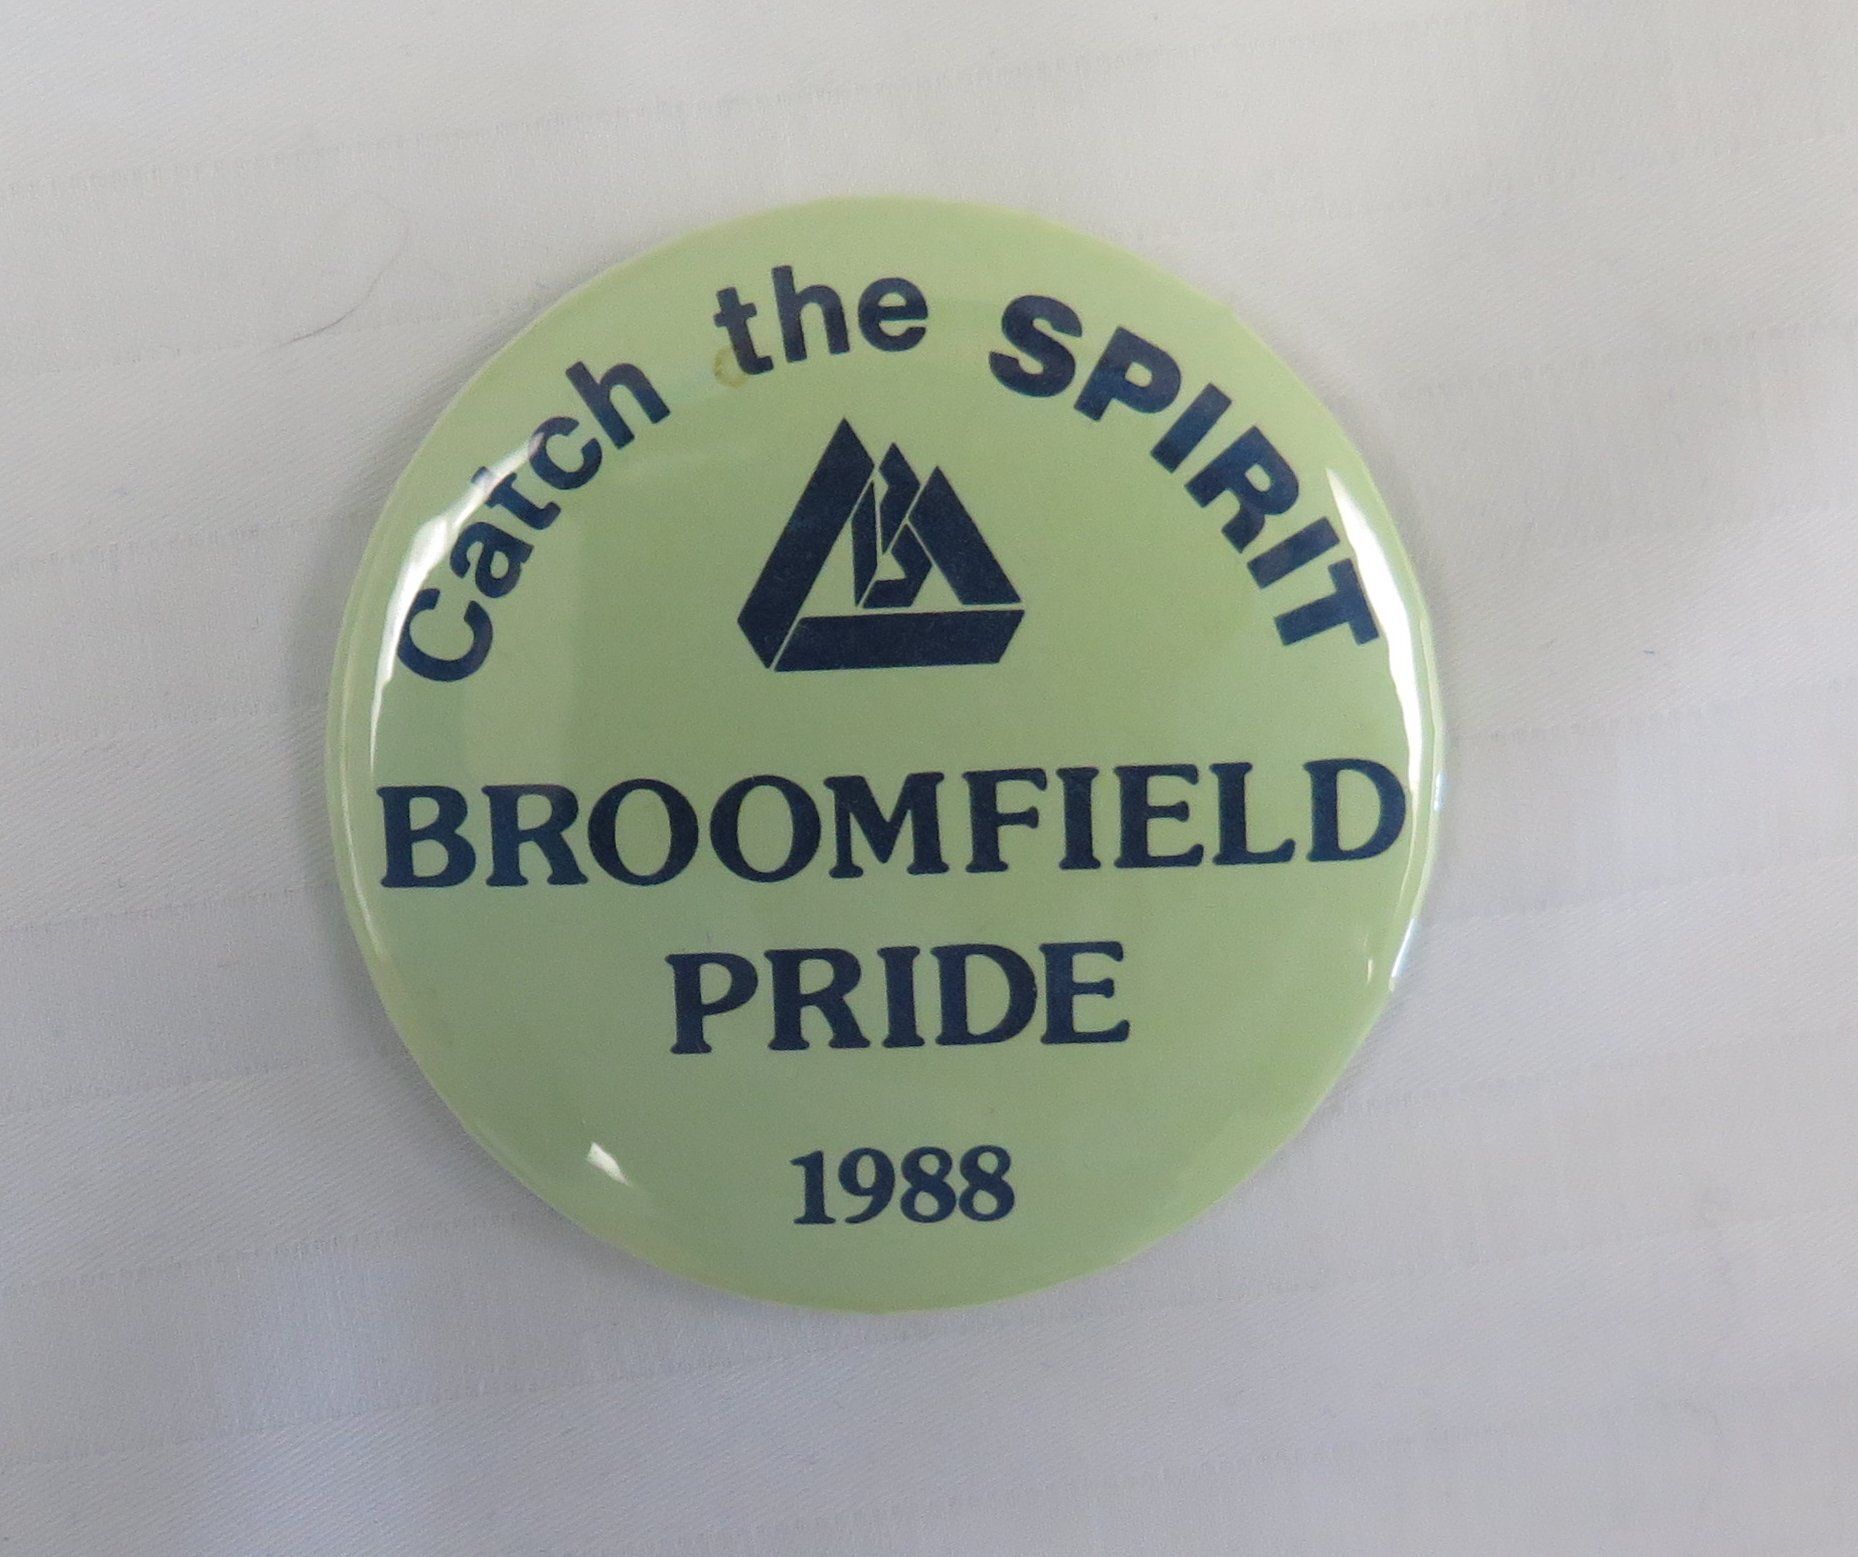 Catch the SPIRIT
BROOMFIELD
PRIDE
1988